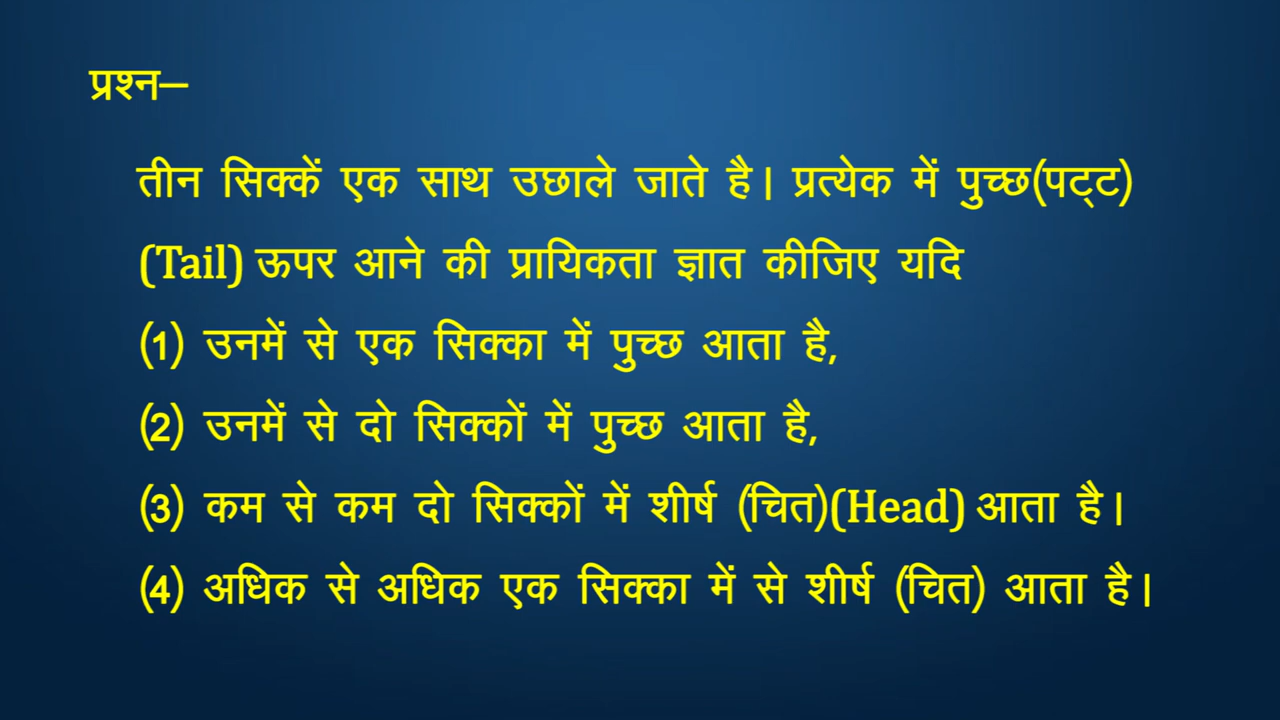 प्रश्न–
तीन सिक्कें एक साथ उछाले जाते है। प्रत्येक में पुच्छ(पट्ट)
(Tail) ऊपर आने की प्रायिकता ज्ञात कीजिए यदि
(1) उनमें से एक सिक्का में पुच्छ आता है,
(2) उनमें से दो सिक्कों में पुच्छ आता है,
(3) कम से कम दो सिक्कों में शीर्ष (चित)(Head) आता है।
(4) अधिक से अधिक एक सिक्का में से शीर्ष (चित) आता है।